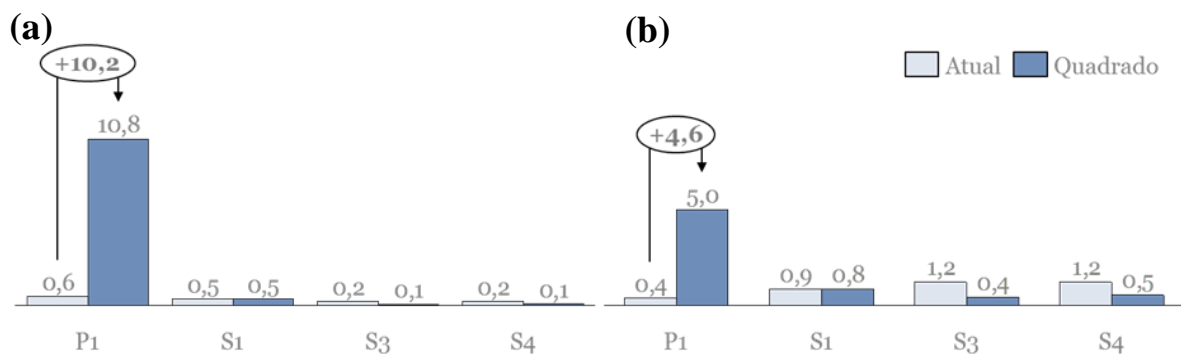 (a)
+10,2
10,8
0,6
0,5
0,5
0,2
0,1
0,2
0,1
P1
S1
S3
S4
(b)
Atual
Quadrado
+4,6
5,0
0,4
0,9
0,8
1,2
0,4
1,2
0,5
P1
S1
S3
S4